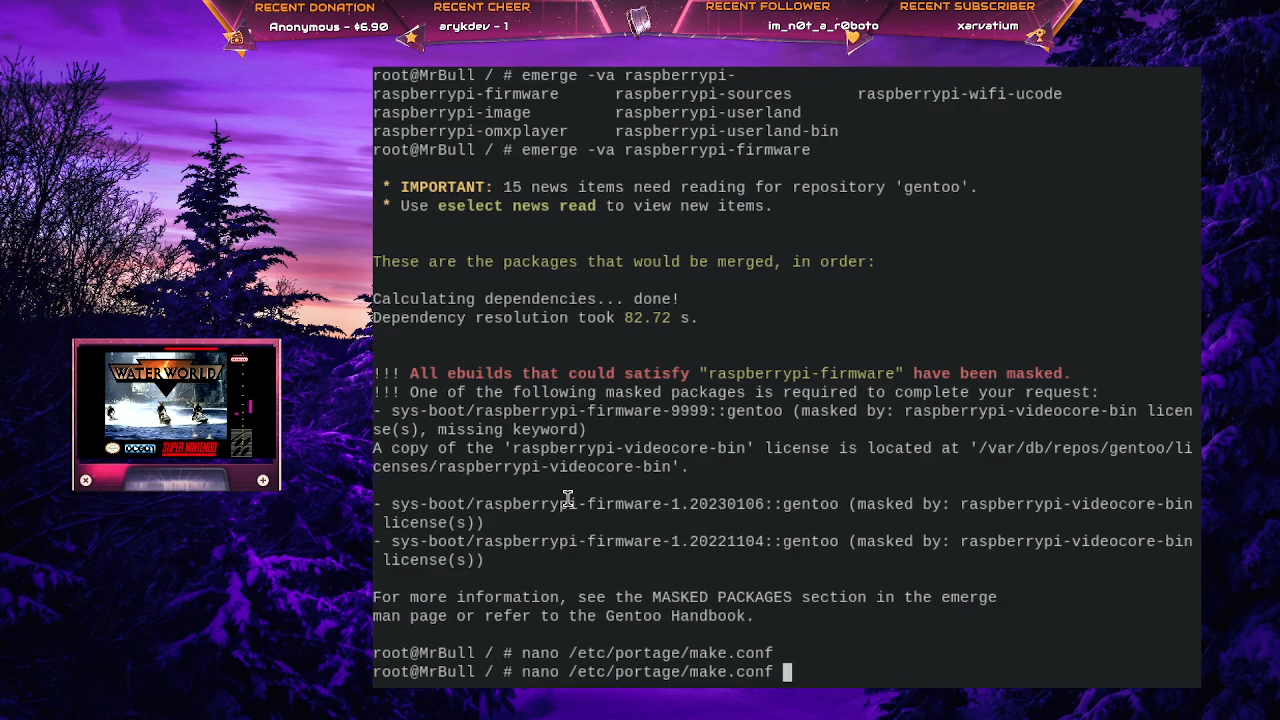 RECENT DONATION
Anonymous - $6.90
RECENT CHEER
arykdev - 1
RECENT FOLLOWER
im_n0t_a_r0boto
RECENT SUBSCRIBER
xarvatium
root@MrBull / # emerge -va raspberrypi-
raspberrypi-firmware raspberrypi-sources raspberrypi-wifi-ucode
raspberrypi-image raspberrypi-userland
raspberrypi-omxplayer raspberrypi-userland-bin
root@MrBull / # emerge -va raspberrypi-firmware
* IMPORTANT: 15 news items need reading for repository 'gentoo'.
* Use eselect news read to view new items.
These are the packages that would be merged, in order:
Calculating dependencies... done!
Dependency resolution took 82.72 s.
!!! All ebuilds that could satisfy "raspberrypi-firmware" have been masked.
!!! One of the following masked packages is required to complete your request:
- sys-boot/raspberrypi-firmware-9999::gentoo (masked by: raspberrypi-videocore-bin licen
se(s), missing keyword)
A copy of the 'raspberrypi-videocore-bin' license is located at '/var/db/repos/gentoo/li
censes/raspberrypi-videocore-bin'.
- sys-boot/raspberrypi-firmware-1.20230106::gentoo (masked by: raspberrypi-videocore-bin
license(s))
- sys-boot/raspberrypi-firmware-1.20221104::gentoo (masked by: raspberrypi-videocore-bin
license(s))
For more information, see the MASKED PACKAGES section in the emerge
man page or refer to the Gentoo Handbook.
root@MrBull / # nano /etc/portage/make.conf
root@MrBull / # nano /etc/portage/make.conf
WATERWORLD
ocean
SUPER NINTENDO